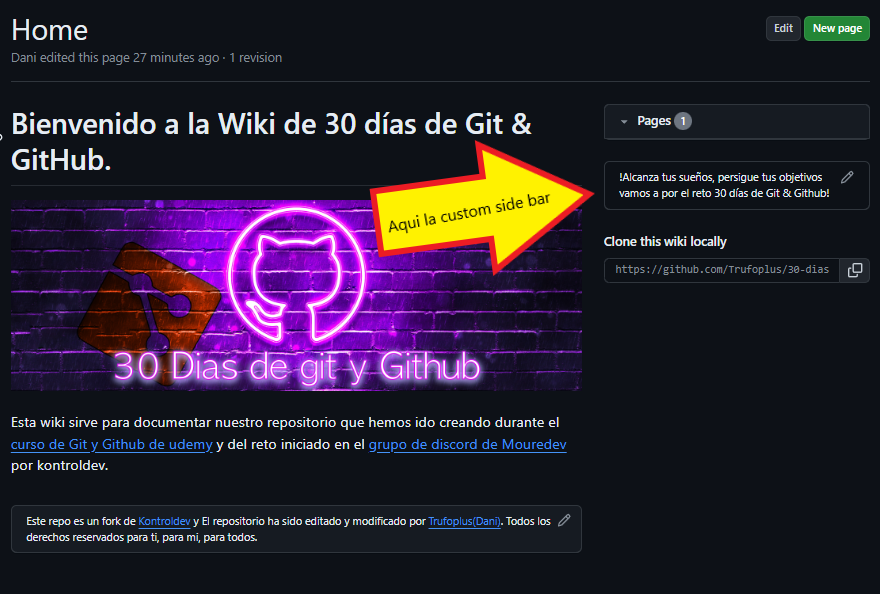 Home
Edit
New page
Dani edited this page 27 minutes ago · 1 revision
Bienvenido a la Wiki de 30 días de Git &
GitHub.
30 Dias de git y Github
Esta wiki sirve para documentar nuestro repositorio que hemos ido creando durante el
curso de Git y Github de udemy y del reto iniciado en el grupo de discord de Mouredev
por kontroldev.
Este repo es un fork de Kontroldev y El repositorio ha sido editado y modificado por Trufoplus(Dani). Todos los
derechos reservados para ti, para mi, para todos.
Aqui la custom side bar
Pages 1
!Alcanza tus sueños, persigue tus objetivos
vamos a por el reto 30 días de Git & Github!
Clone this wiki locally
https://github.com/Trufoplus/30-dias